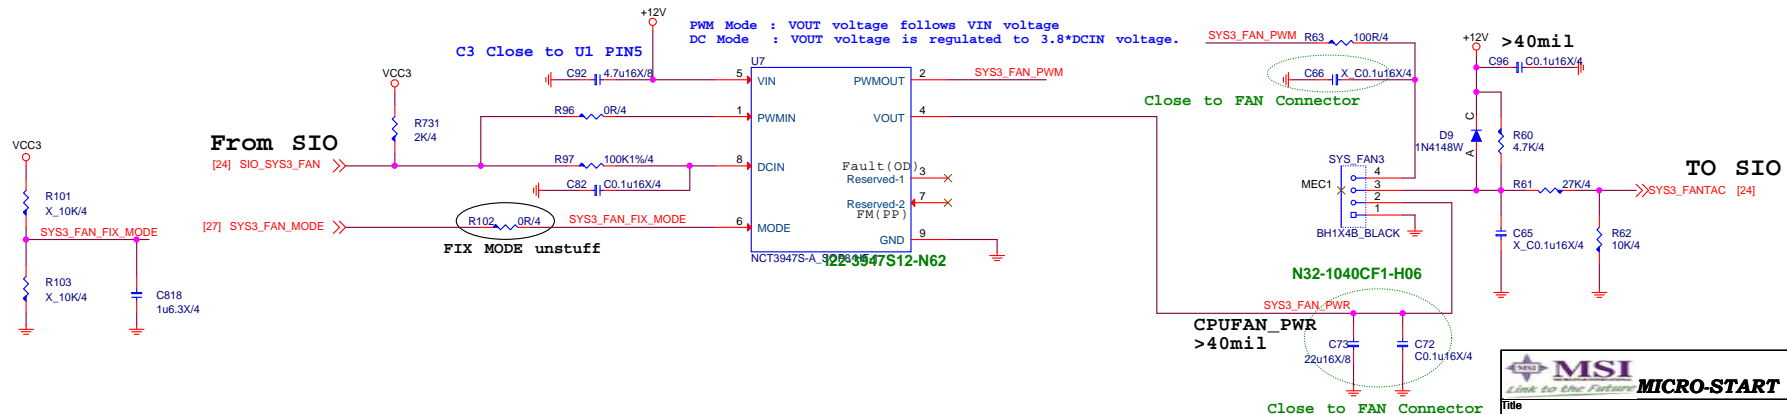 +12V
PWM Mode : VOUT voltage follows VIN voltage
DC Mode : VOUT voltage is regulated to 3.8*DCIN voltage.
C3 Close to U1 PIN5
C92 4.7u16X/8
U7
5 VIN
1 PWMIN
8 DCIN
6 MODE
PWMOUT 2
VOUT 4
Fault(OD)
Reserved-1 3
Reserved-2 7
FM(PP)
GND 9
NCT3947S-A_SOP8-HF
I22-3947S12-N62
SYS3_FAN_PWM
VCC3
R731
2K/4
R96 0R/4
From SIO
[24] SIO_SYS3_FAN
R97 100K1%/4
C82 C0.1u16X/4
[27] SYS3_FAN_MODE
R102 0R/4
SYS3_FAN_FIX_MODE
FIX MODE unstuff
VCC3
R101
X_10K/4
SYS3_FAN_FIX_MODE
R103
X_10K/4
C818
1u6.3X/4
SYS3_FAN_PWM
R63 100R/4
C66 X_C0.1u16X/4
Close to FAN Connector
+12V
>40mil
C96 C0.1u16X/4
D9
1N4148W
C
A
R60
4.7K/4
SYS_FAN3
MEC1
4
3
2
1
BH1X4B_BLACK
N32-1040CF1-H06
R61 27K/4
TO SIO
SYS3_FANTAC [24]
C65
X_C0.1u16X/4
R62
10K/4
SYS3_FAN_PWR
CPUFAN_PWR
>40mil
C73
22u16X/8
C72
C0.1u16X/4
Close to FAN Connector
MSI
Link to the Future
MICRO-START
Title